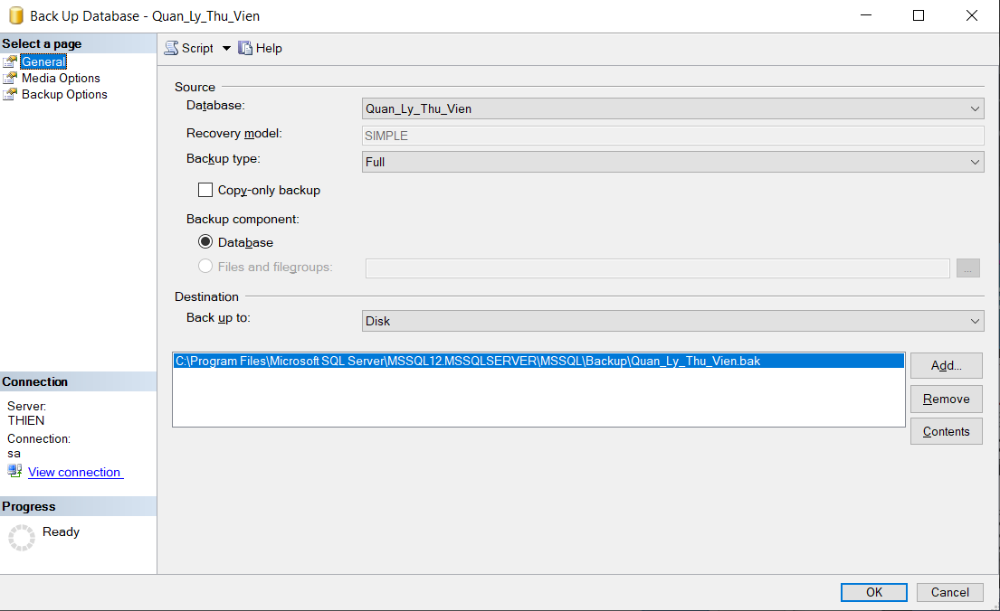 Back Up Database - Quan_Ly_Thu_Vien
Select a page
General
Media Options
Backup Options
Script
Help
Source
Database:
Quan_Ly_Thu_Vien
Recovery model:
SIMPLE
Backup type:
Full
Copy-only backup
Backup component:
Database
Files and filegroups:
...
Destination
Back up to:
Disk
C:\Program Files\Microsoft SQL Server\MSSQL12.MSSQLSERVER\MSSQL\Backup\Quan_Ly_Thu_Vien.bak
Add...
Remove
Contents
Connection
Server:
THIEN
Connection:
sa
View connection
Progress
Ready
OK
Cancel